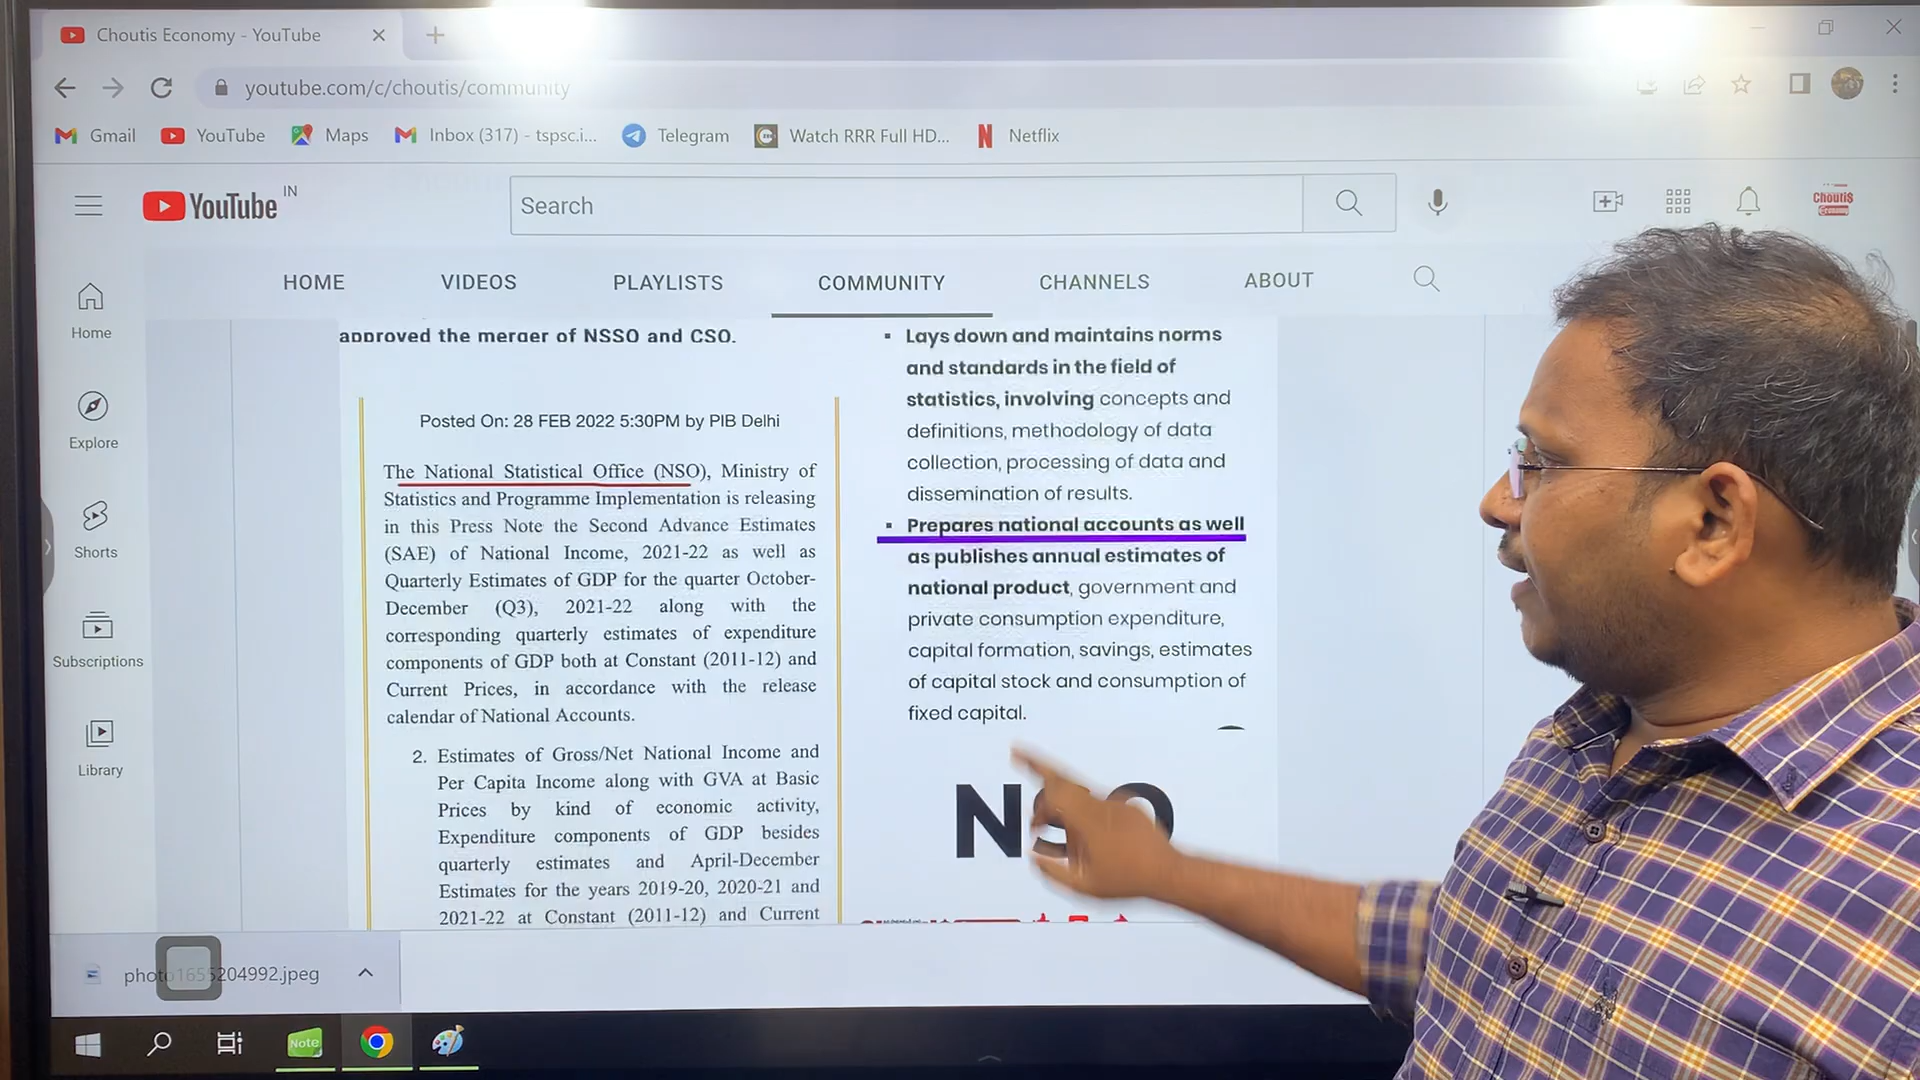 Choutis Economy - YouTube
youtube.com/c/choutis/community
Gmail
YouTube
Maps
Inbox (317) - tspsc.i...
Telegram
Watch RRR Full HD...
Netflix
YouTube IN
Search
Chouti$
Economy
HOME
VIDEOS
PLAYLISTS
COMMUNITY
CHANNELS
ABOUT
Home
Explore
Shorts
Subscriptions
Library
approved the merger of NSSO and CSO.
Posted On: 28 FEB 2022 5:30PM by PIB Delhi
The National Statistical Office (NSO), Ministry of
Statistics and Programme Implementation is releasing
in this Press Note the Second Advance Estimates
(SAE) of National Income, 2021-22 as well as
Quarterly Estimates of GDP for the quarter October-
December (Q3), 2021-22 along with the
corresponding quarterly estimates of expenditure
components of GDP both at Constant (2011-12) and
Current Prices, in accordance with the release
calendar of National Accounts.
2. Estimates of Gross/Net National Income and
Per Capita Income along with GVA at Basic
Prices by kind of economic activity,
Expenditure components of GDP besides
quarterly estimates and April-December
Estimates for the years 2019-20, 2020-21 and
2021-22 at Constant (2011-12) and Current
▪ Lays down and maintains norms
and standards in the field of
statistics, involving concepts and
definitions, methodology of data
collection, processing of data and
dissemination of results.
▪ Prepares national accounts as well
as publishes annual estimates of
national product, government and
private consumption expenditure,
capital formation, savings, estimates
of capital stock and consumption of
fixed capital.
NSO
photo1655204992.jpeg
Note